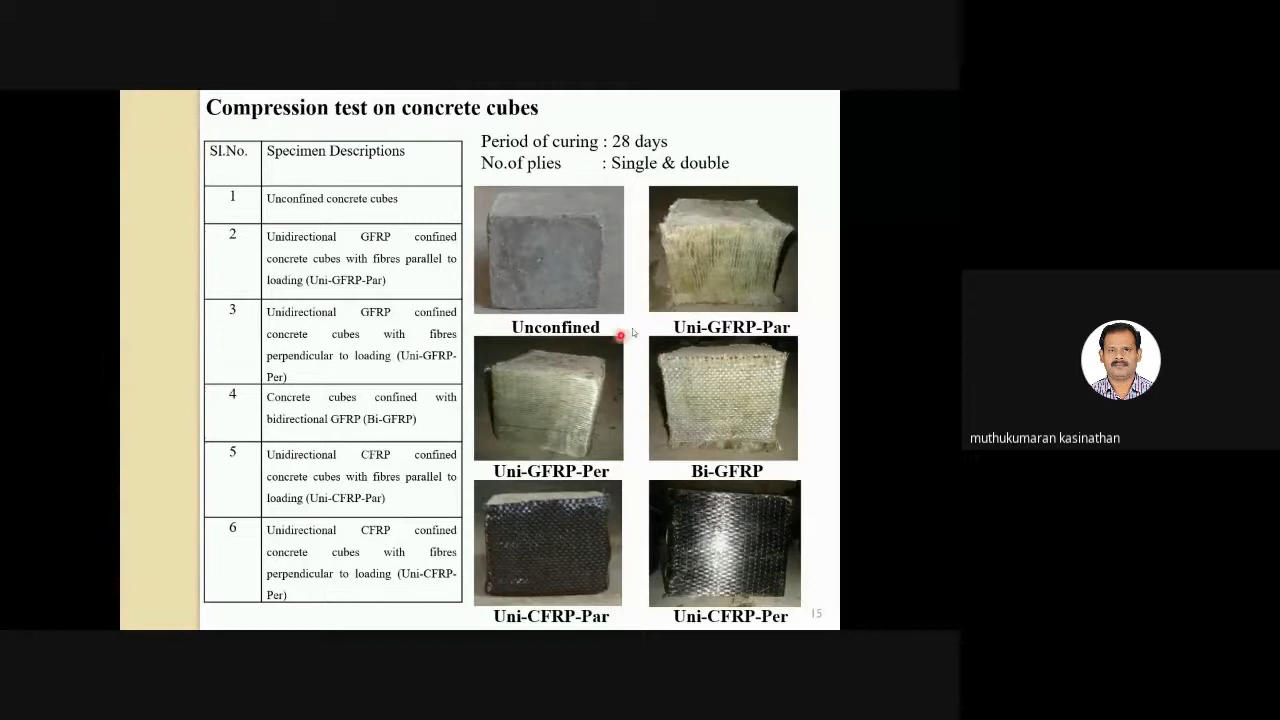 Compression test on concrete cubes
Sl.No. Specimen Descriptions
1 Unconfined concrete cubes
2 Unidirectional GFRP confined
concrete cubes with fibres parallel to
loading (Uni-GFRP-Par)
3 Unidirectional GFRP confined
concrete cubes with fibres
perpendicular to loading (Uni-GFRP-
Per)
4 Concrete cubes confined with
bidirectional GFRP (Bi-GFRP)
5 Unidirectional CFRP confined
concrete cubes with fibres parallel to
loading (Uni-CFRP-Par)
6 Unidirectional CFRP confined
concrete cubes with fibres
perpendicular to loading (Uni-CFRP-
Per)
Period of curing : 28 days
No.of plies : Single & double
Unconfined
Uni-GFRP-Par
Uni-GFRP-Per
Bi-GFRP
Uni-CFRP-Par
Uni-CFRP-Per
15
muthukumaran kasinathan